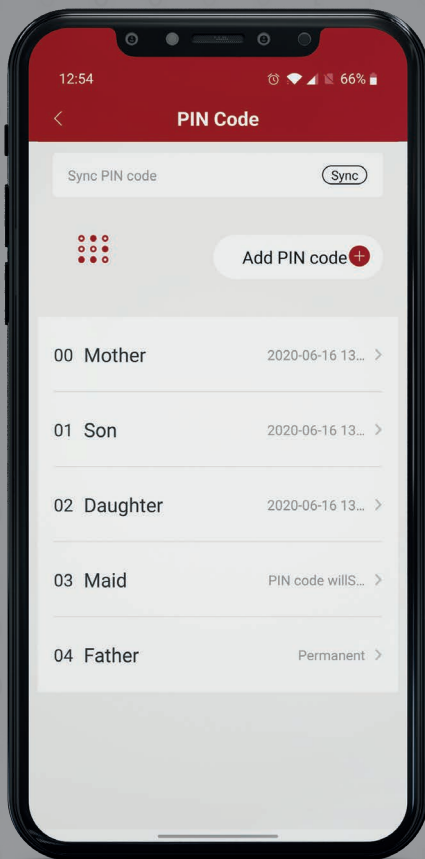 12:54
66%
PIN Code
Sync PIN code
Sync
Add PIN code
00 Mother 2020-06-16 13...
01 Son 2020-06-16 13...
02 Daughter 2020-06-16 13...
03 Maid PIN code willS...
04 Father Permanent